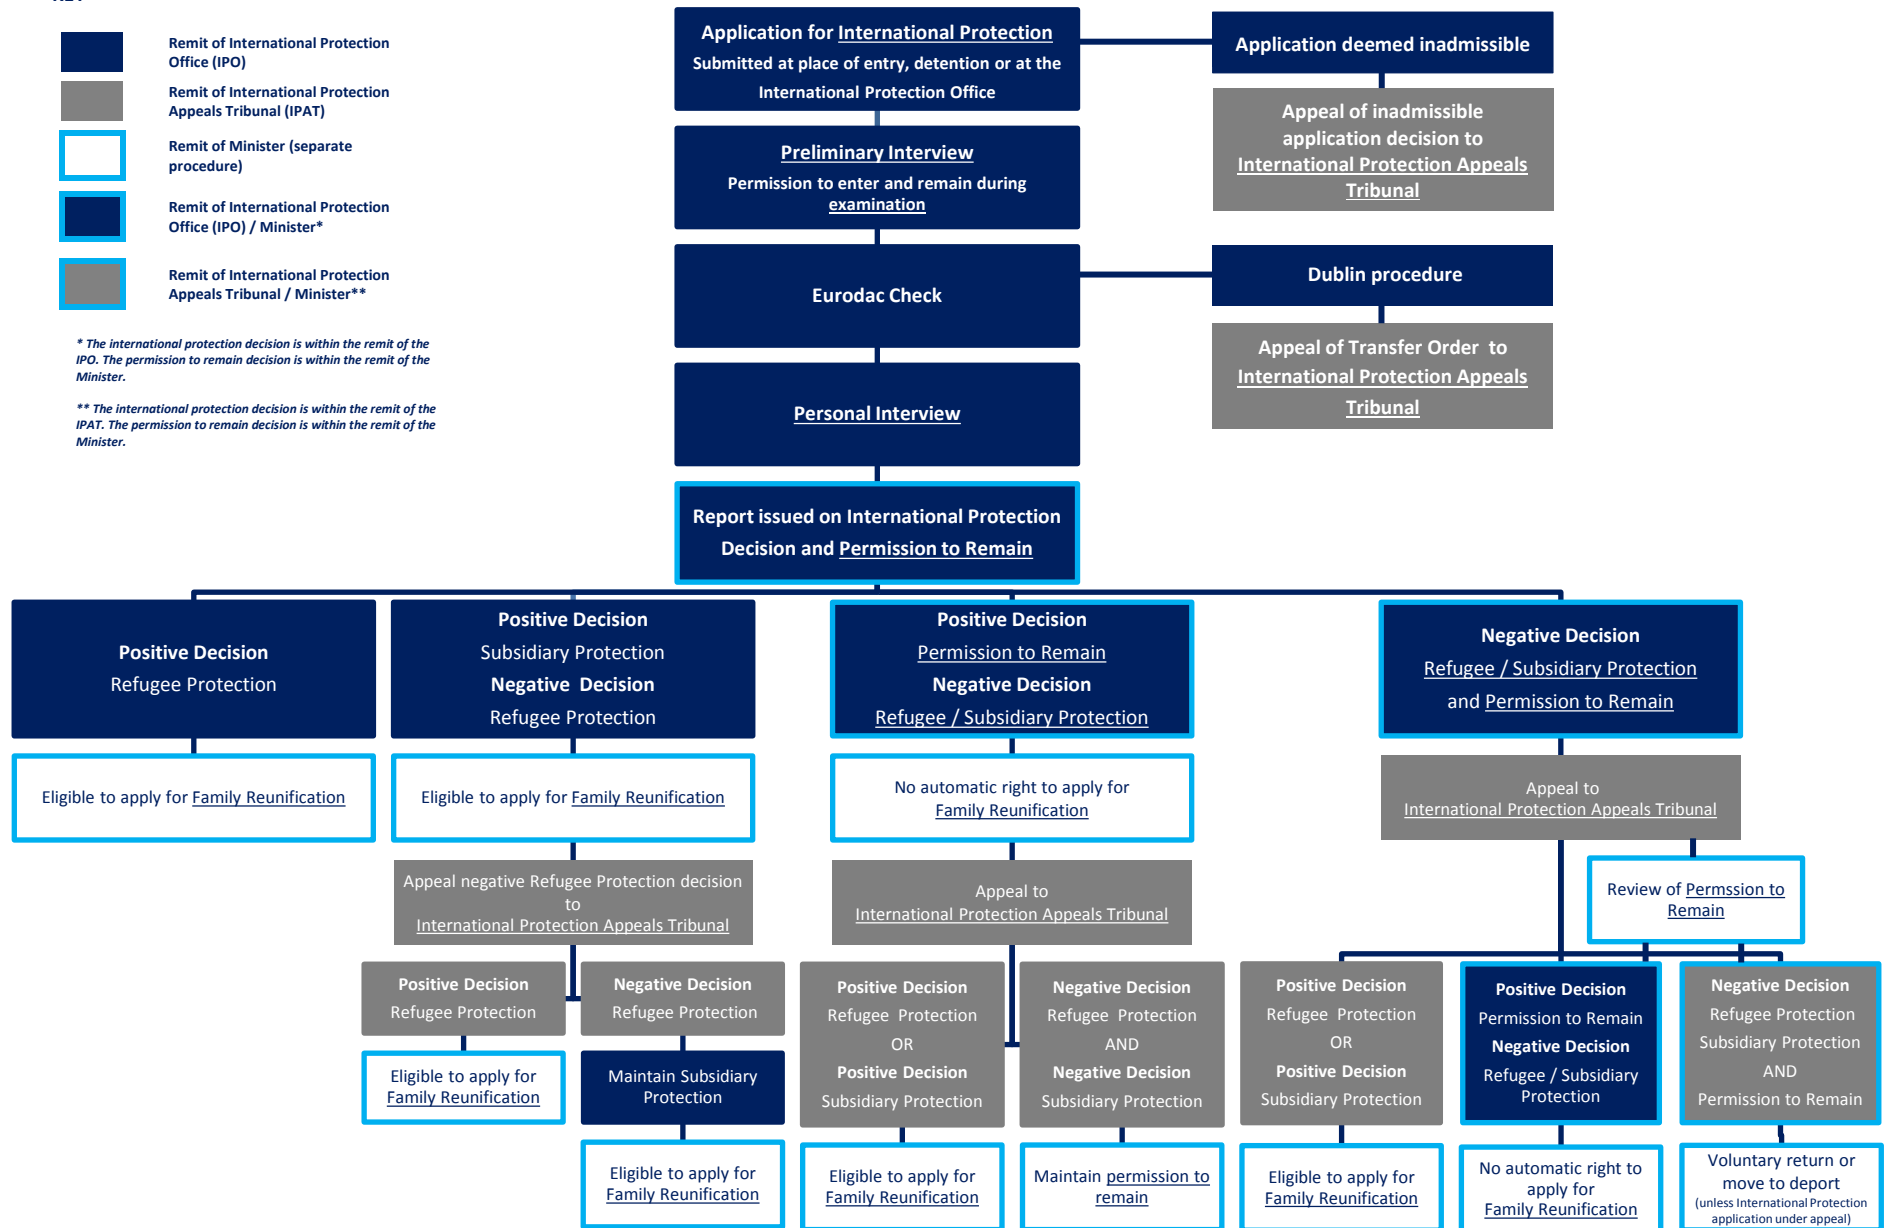 Remit of International Protection
Office (IPO)
Remit of International Protection
Appeals Tribunal (IPAT)
Remit of Minister (separate
procedure)
Remit of International Protection
Office (IPO) / Minister*
Remit of International Protection
Appeals Tribunal / Minister**
* The international protection decision is within the remit of the
IPO. The permission to remain decision is within the remit of the
Minister.
** The international protection decision is within the remit of the
IPAT. The permission to remain decision is within the remit of the
Minister.
Application for International Protection
Submitted at place of entry, detention or at the
International Protection Office
Application deemed inadmissible
Appeal of inadmissible
application decision to
International Protection Appeals
Tribunal
Preliminary Interview
Permission to enter and remain during
examination
Eurodac Check
Dublin procedure
Appeal of Transfer Order to
International Protection Appeals
Tribunal
Personal Interview
Report issued on International Protection
Decision and Permission to Remain
Positive Decision
Refugee Protection
Positive Decision
Subsidiary Protection
Negative Decision
Refugee Protection
Positive Decision
Permission to Remain
Negative Decision
Refugee / Subsidiary Protection
Negative Decision
Refugee / Subsidiary Protection
and Permission to Remain
Eligible to apply for Family Reunification
Eligible to apply for Family Reunification
No automatic right to apply for
Family Reunification
Appeal to
International Protection Appeals Tribunal
Appeal negative Refugee Protection decision
to
International Protection Appeals Tribunal
Appeal to
International Protection Appeals Tribunal
Review of Permssion to
Remain
Positive Decision
Refugee Protection
Negative Decision
Refugee Protection
Positive Decision
Refugee Protection
OR
Positive Decision
Subsidiary Protection
Negative Decision
Refugee Protection
AND
Negative Decision
Subsidiary Protection
Positive Decision
Refugee Protection
OR
Positive Decision
Subsidiary Protection
Positive Decision
Permission to Remain
Negative Decision
Refugee / Subsidiary
Protection
Negative Decision
Refugee Protection
Subsidiary Protection
AND
Permission to Remain
Eligible to apply for
Family Reunification
Maintain Subsidiary
Protection
Eligible to apply for
Family Reunification
Eligible to apply for
Family Reunification
Maintain permission to
remain
Eligible to apply for
Family Reunification
No automatic right to
apply for
Family Reunification
Voluntary return or
move to deport
(unless International Protection
application under appeal)